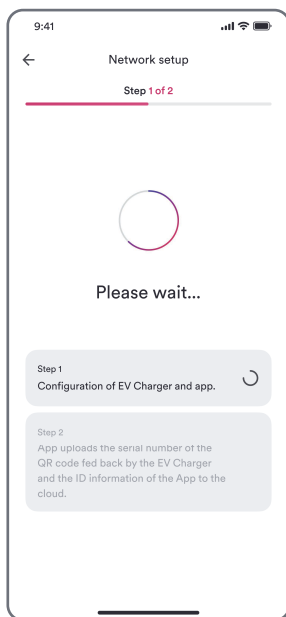 9:41
Network setup
Step 1 of 2
Please wait...
Step 1
Configuration of EV Charger and app.
Step 2
App uploads the serial number of the
QR code fed back by the EV Charger
and the ID information of the App to the
cloud.